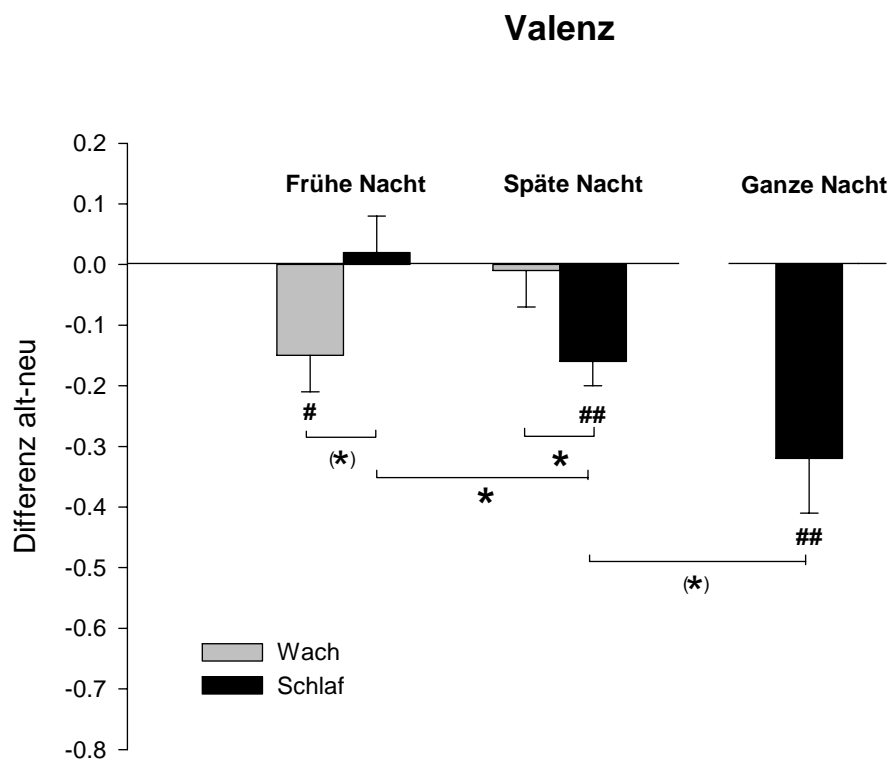 Valenz
Differenz alt-neu
0.2
0.1
0.0
-0.1
-0.2
-0.3
-0.4
-0.5
-0.6
-0.7
-0.8
Frühe Nacht
Späte Nacht
Ganze Nacht
#
##
(*)
*
*
##
(*)
Wach
Schlaf